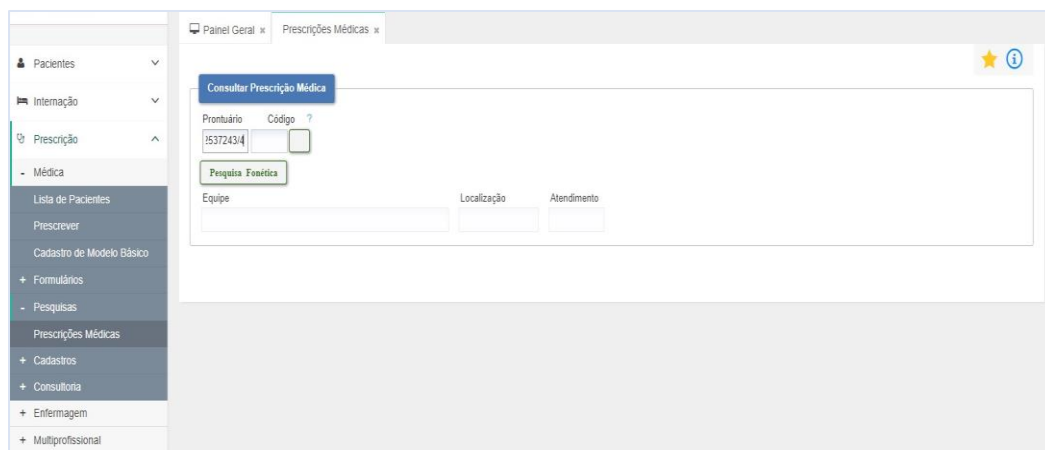 Painel Geral x Prescrições Médicas x
Pacientes
Internação
Prescrição
- Médica
Lista de Pacientes
Prescrever
Cadastro de Modelo Básico
+ Formulários
- Pesquisas
Prescrições Médicas
+ Cadastros
+ Consultoria
+ Enfermagem
+ Multiprofissional
Consultar Prescrição Médica
Prontuário Código ?
537243/4
Pesquisa Fonética
Equipe Localização Atendimento